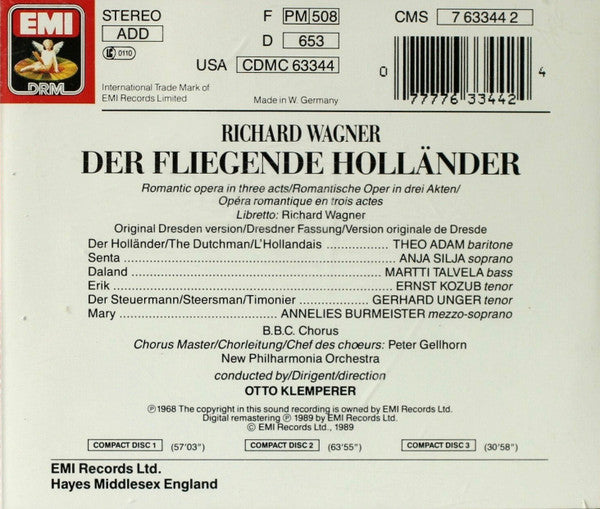 EMI
DRM
STEREO
ADD
0110
International Trade Mark of
EMI Records Limited
F PM 508
D 653
USA CDMC 63344
Made in W. Germany
CMS 7 63344 2
0 77776 33442 4
RICHARD WAGNER
DER FLIEGENDE HOLLÄNDER
Romantic opera in three acts/Romantische Oper in drei Akten/
Opéra romantique en trois actes
Libretto: Richard Wagner
Original Dresden version/Dresdner Fassung/Version originale de Dresde
Der Holländer/The Dutchman/L'Hollandais .................... THEO ADAM baritone
Senta .................... ANJA SILJA soprano
Daland .................... MARTTI TALVELA bass
Erik .................... ERNST KOZUB tenor
Der Steuermann/Steersman/Timonier .................... GERHARD UNGER tenor
Mary .................... ANNELIES BURMEISTER mezzo-soprano
B.B.C. Chorus
Chorus Master/Chorleitung/Chef des chœurs: Peter Gellhorn
New Philharmonia Orchestra
conducted by/Dirigent/direction
OTTO KLEMPERER
℗1968 The copyright in this sound recording is owned by EMI Records Ltd.
Digital remastering ℗ 1989 by EMI Records Ltd.
© EMI Records Ltd., 1989
COMPACT DISC 1 (57'03") COMPACT DISC 2 (63'55") COMPACT DISC 3 (30'58")
EMI Records Ltd.
Hayes Middlesex England